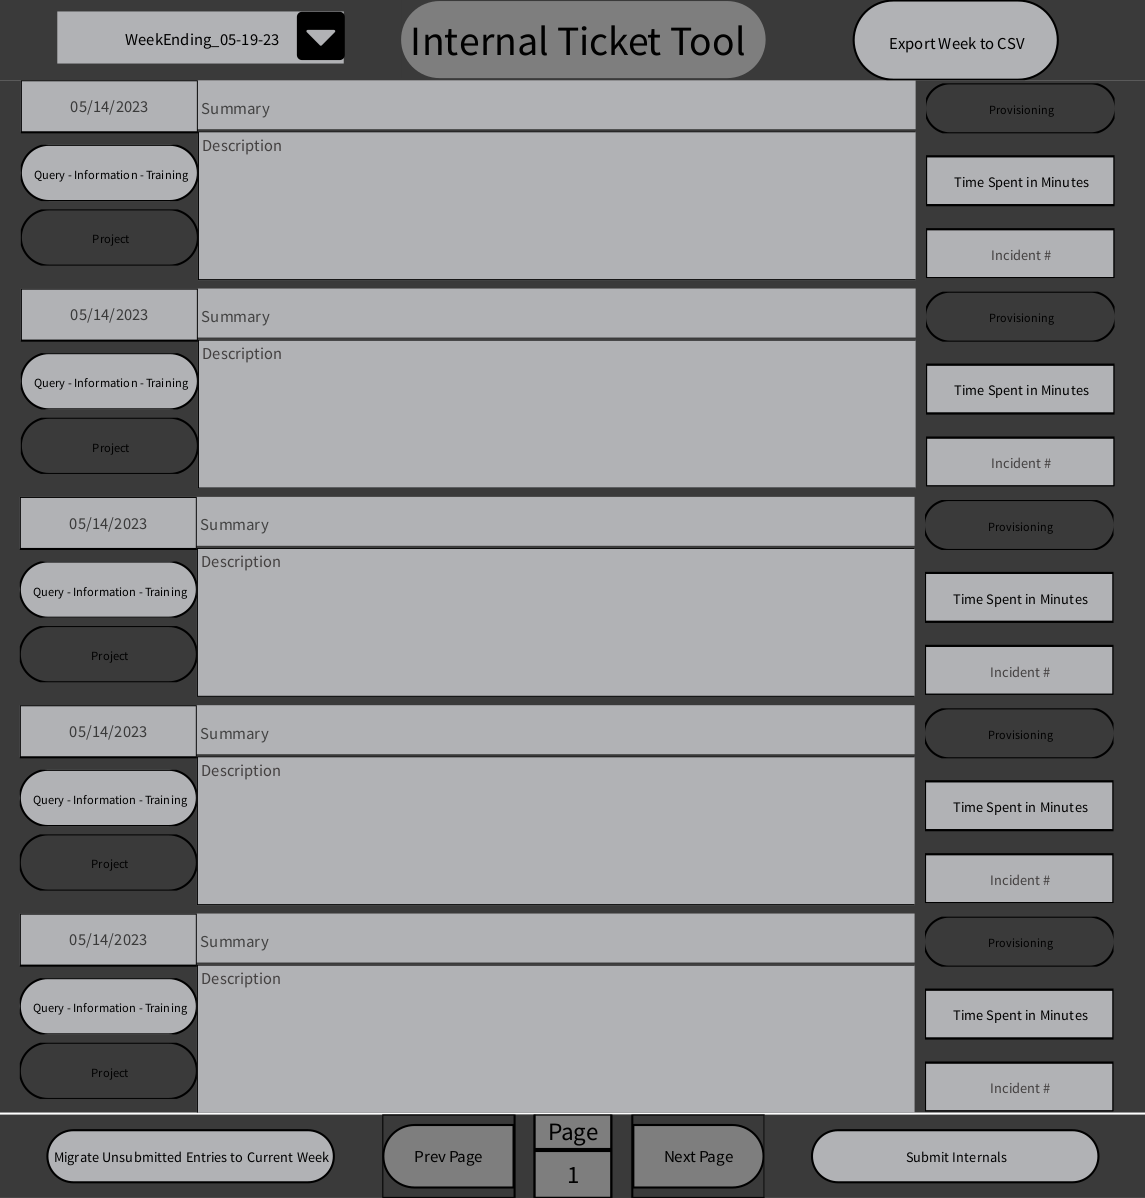 WeekEnding_05-19-23
Internal Ticket Tool
Export Week to CSV
05/14/2023
Summary
Provisioning
Description
Query - Information - Training
Time Spent in Minutes
Project
Incident #
05/14/2023
Summary
Provisioning
Description
Query - Information - Training
Time Spent in Minutes
Project
Incident #
05/14/2023
Summary
Provisioning
Description
Query - Information - Training
Time Spent in Minutes
Project
Incident #
05/14/2023
Summary
Provisioning
Description
Query - Information - Training
Time Spent in Minutes
Project
Incident #
05/14/2023
Summary
Provisioning
Description
Query - Information - Training
Time Spent in Minutes
Project
Incident #
Migrate Unsubmitted Entries to Current Week
Prev Page
Page
1
Next Page
Submit Internals